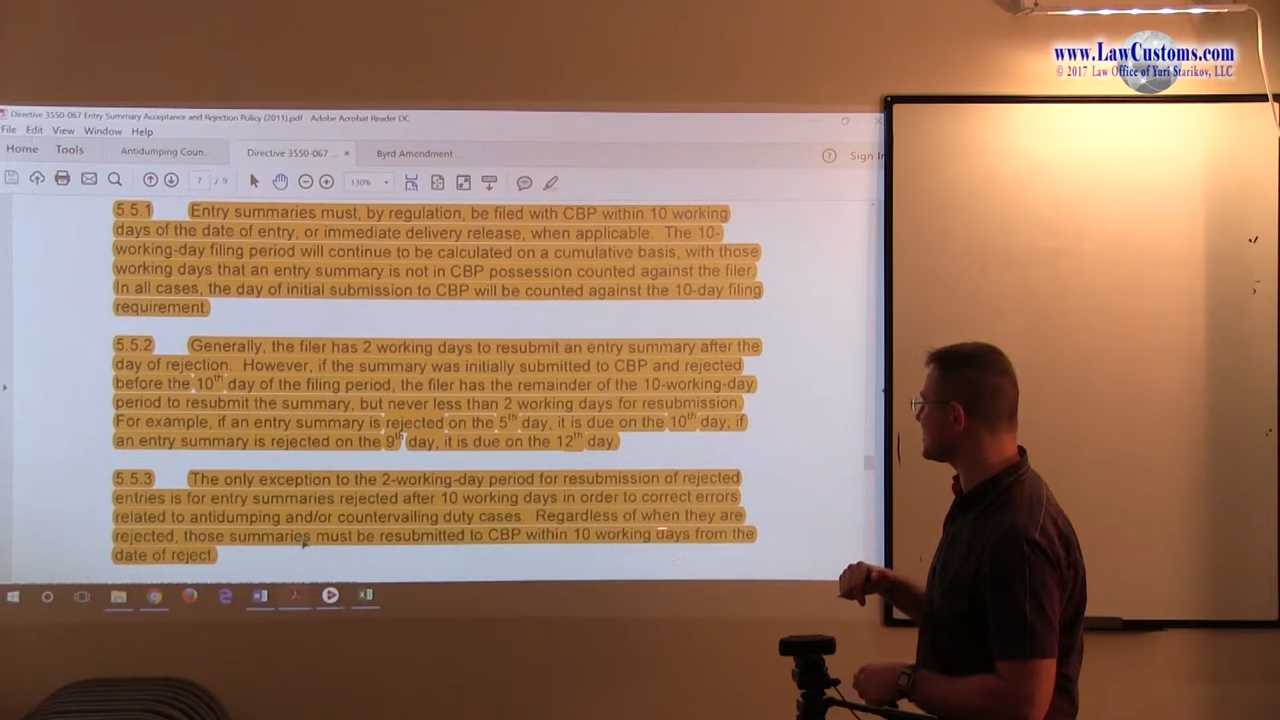 www.LawCustoms.com
© 2017 Law Office of Yuri Starikov, LLC
Directive 3550-067 Entry Summary Acceptance and Rejection Policy (2011).pdf - Adobe Acrobat Reader DC
File Edit View Window Help
Home Tools Antidumping Coun... Directive 3550-067 ... × Byrd Amendment ... Sign In
7 / 9 130%
5.5.1 Entry summaries must, by regulation, be filed with CBP within 10 working
days of the date of entry, or immediate delivery release, when applicable. The 10-
working-day filing period will continue to be calculated on a cumulative basis, with those
working days that an entry summary is not in CBP possession counted against the filer.
In all cases, the day of initial submission to CBP will be counted against the 10-day filing
requirement.
5.5.2 Generally, the filer has 2 working days to resubmit an entry summary after the
day of rejection. However, if the summary was initially submitted to CBP and rejected
before the 10th day of the filing period, the filer has the remainder of the 10-working-day
period to resubmit the summary, but never less than 2 working days for resubmission.
For example, if an entry summary is rejected on the 5th day, it is due on the 10th day; if
an entry summary is rejected on the 9th day, it is due on the 12th day.
5.5.3 The only exception to the 2-working-day period for resubmission of rejected
entries is for entry summaries rejected after 10 working days in order to correct errors
related to antidumping and/or countervailing duty cases. Regardless of when they are
rejected, those summaries must be resubmitted to CBP within 10 working days from the
date of reject.